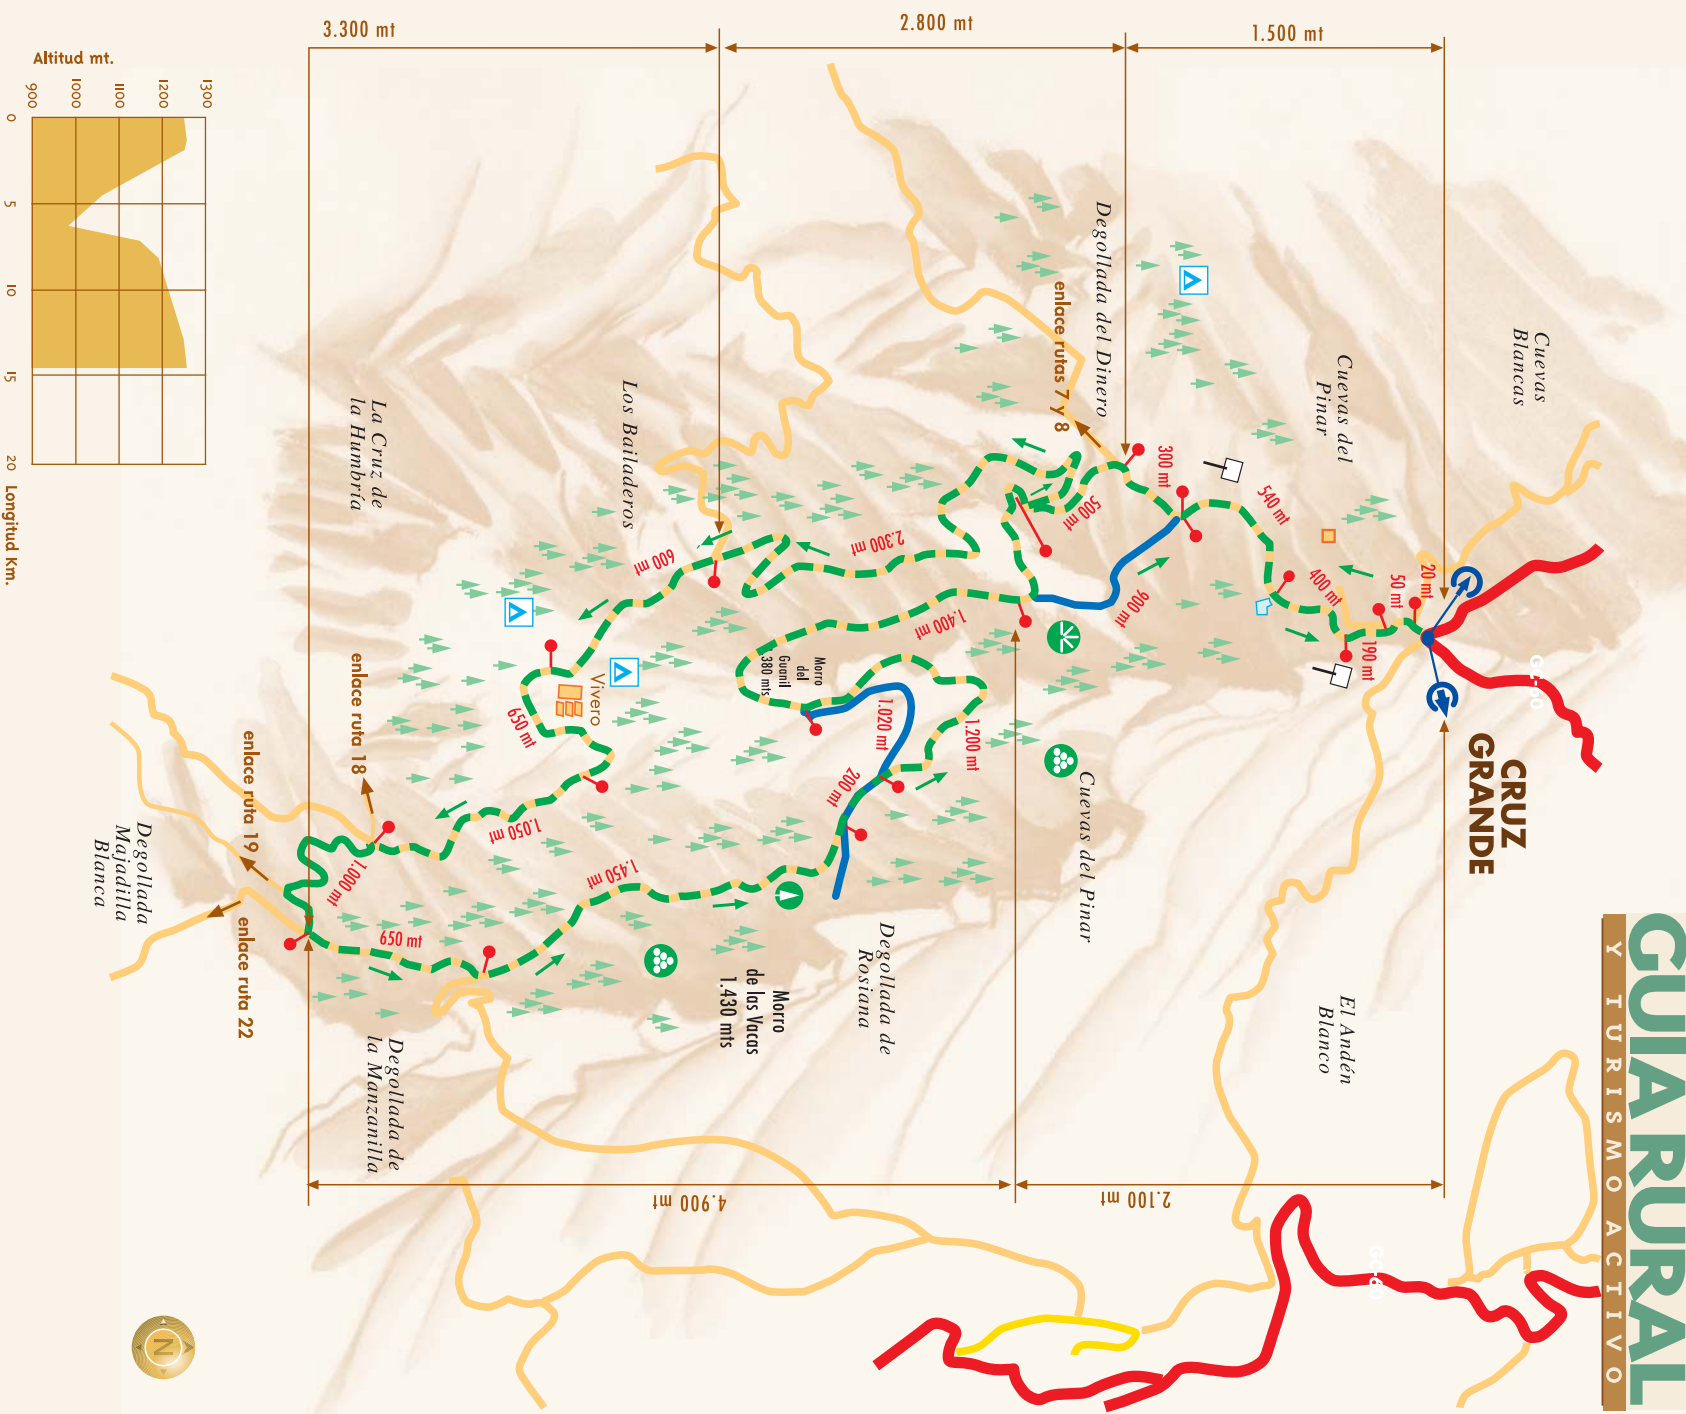 GUIA RURAL
Y TURISMO ACTIVO
CRUZ
GRANDE
3.300 mt
2.800 mt
1.500 mt
4.900 mt
2.100 mt
Altitud mt.
1300
1200
1100
1000
900
0
5
10
15
20
Longitud Km.
Cuevas
Blancas
Cuevas del
Pinar
Degollada del Dinero
enlace rutas 7 y 8
Los Bailaderos
La Cruz de
la Humbría
GC-60
20 mt
50 mt
190 mt
400 mt
540 mt
300 mt
500 mt
900 mt
2.300 mt
600 mt
1.400 mt
Morro
del
Guanil
380 mts
Vivero
650 mt
1.020 mt
1.200 mt
200 mt
1.050 mt
1.450 mt
1.000 mt
650 mt
Cuevas del Pinar
enlace ruta 18
enlace ruta 19
enlace ruta 22
Degollada
Majadilla
Blanca
Degollada de
Rosiana
Morro
de las Vacas
1.430 mts
Degollada de
la Manzanilla
El Andén
Blanco
GC-60
N